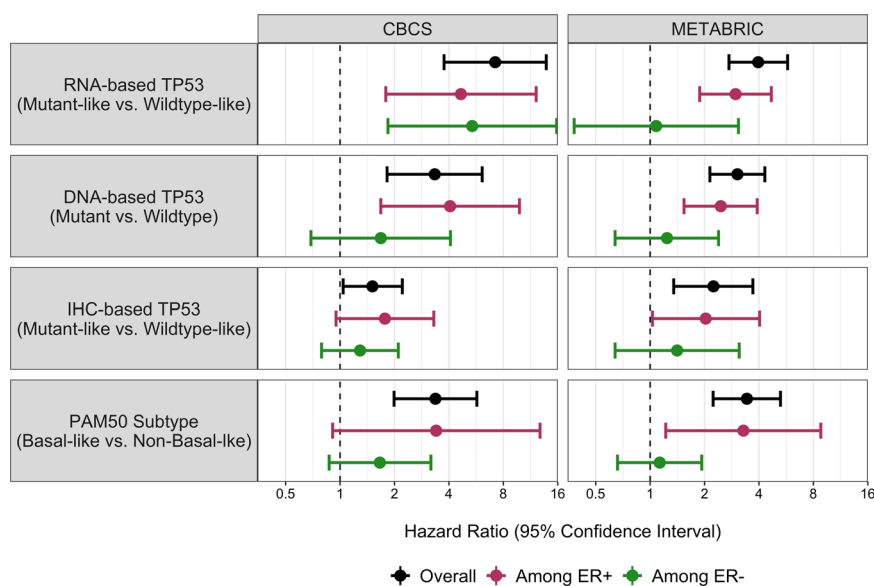 CBCS METABRIC
RNA-based TP53
(Mutant-like vs. Wildtype-like)
DNA-based TP53
(Mutant vs. Wildtype)
IHC-based TP53
(Mutant-like vs. Wildtype-like)
PAM50 Subtype
(Basal-like vs. Non-Basal-lke)
0.5 1 2 4 8 16 0.5 1 2 4 8 16
Hazard Ratio (95% Confidence Interval)
Overall Among ER+ Among ER-